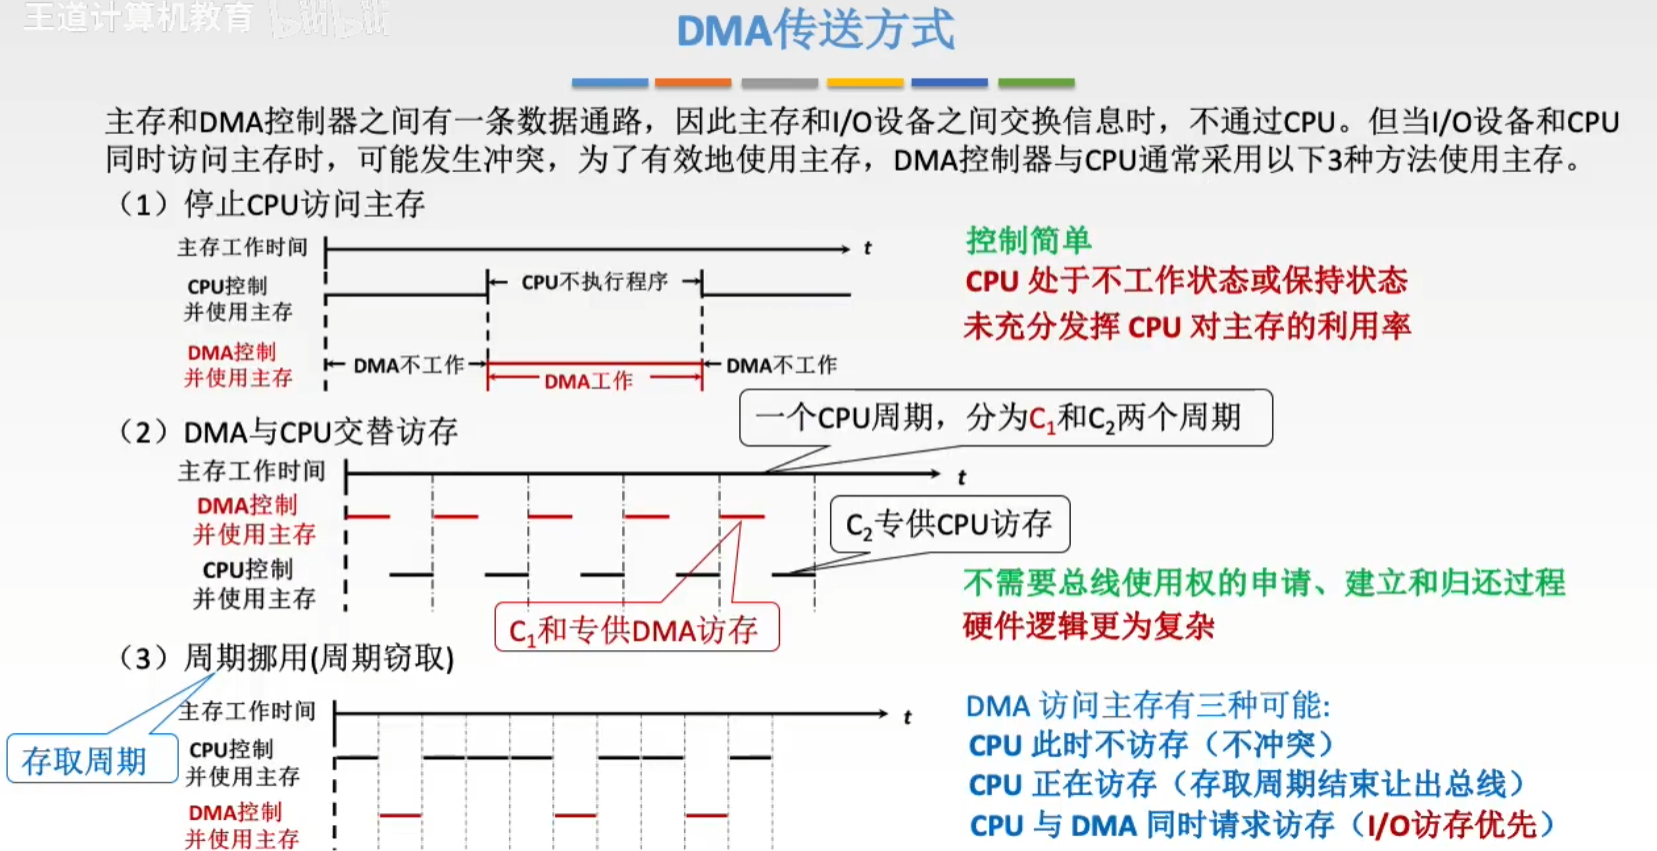 王道计算机教育 bilibili
DMA传送方式
主存和DMA控制器之间有一条数据通路，因此主存和I/O设备之间交换信息时，不通过CPU。但当I/O设备和CPU
同时访问主存时，可能发生冲突，为了有效地使用主存，DMA控制器与CPU通常采用以下3种方法使用主存。
（1）停止CPU访问主存
主存工作时间
t
控制简单
CPU控制
并使用主存
CPU不执行程序
CPU 处于不工作状态或保持状态
未充分发挥 CPU 对主存的利用率
DMA控制
并使用主存
DMA不工作
DMA工作
DMA不工作
（2）DMA与CPU交替访存
一个CPU周期，分为C1和C2两个周期
主存工作时间
t
DMA控制
并使用主存
C2专供CPU访存
CPU控制
并使用主存
不需要总线使用权的申请、建立和归还过程
硬件逻辑更为复杂
C1和专供DMA访存
（3）周期挪用(周期窃取)
主存工作时间
t
存取周期
CPU控制
并使用主存
DMA控制
并使用主存
DMA 访问主存有三种可能:
CPU 此时不访存（不冲突）
CPU 正在访存（存取周期结束让出总线）
CPU 与 DMA 同时请求访存（I/O访存优先）